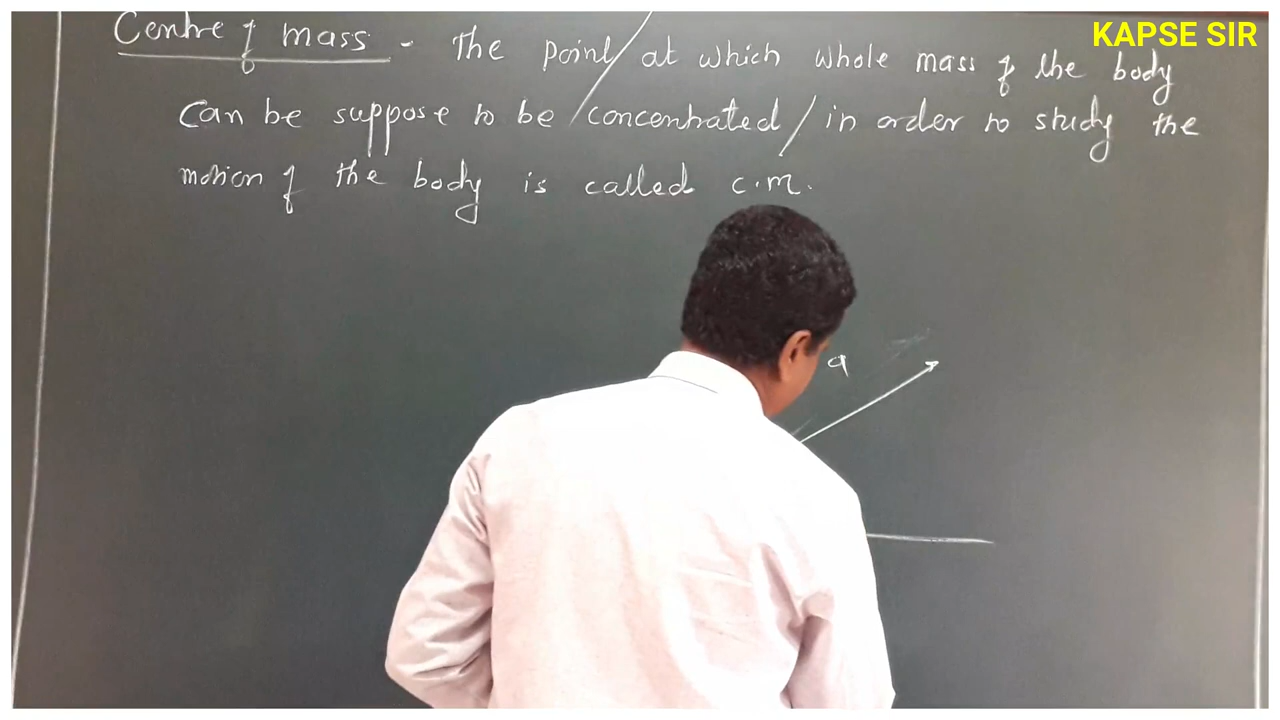 KAPSE SIR
Centre of mass - The point at which whole mass of the body
Can be suppose to be concentrated in order to study the
motion of the body is called c.m.
a